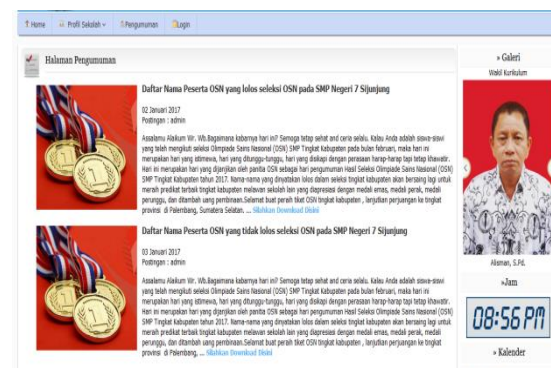 Home
Profil Sekolah
Pengumuman
Login
Halaman Pengumuman
Daftar Nama Peserta OSN yang lolos seleksi OSN pada SMP Negeri 7 Sijunjung
02 Januari 2017
Postingan : admin
Assalamu Alaikum Wr. Wb.Bagaimana kabarnya hari ini? Semoga tetap sehat and ceria selalu. Kalau Anda adalah siswa-siswi
yang telah mengikuti seleksi Olimpiade Sains Nasional (OSN) SMP Tingkat Kabupaten pada bulan februari, maka hari ini
merupakan hari yang istimewa, hari yang ditunggu-tunggu, hari yang disikapi dengan perasaan harap-harap tapi tetap khawatir.
Hari ini merupakan hari yang dijanjikan oleh panitia OSN sebagai hari pengumuman Hasil Seleksi Olimpiade Sains Nasional (OSN)
SMP Tingkat Kabupaten tahun 2017. Nama-nama yang dinyatakan lolos dalam seleksi tingkat kabupaten akan bersaing lagi untuk
meraih predikat terbaik tingkat kabupaten melawan sekolah lain yang diapresiasi dengan medali emas, medali perak, medali
perunggu, dan ditambah uang pembinaan.Selamat buat peraih tiket OSN tingkat kabupaten , lanjutkan perjuangan ke tingkat
provinsi di Palembang, Sumatera Selatan. ... Silahkan Download Disini
Daftar Nama Peserta OSN yang tidak lolos seleksi OSN pada SMP Negeri 7 Sijunjung
03 Januari 2017
Postingan : admin
Assalamu Alaikum Wr. Wb.Bagaimana kabarnya hari ini? Semoga tetap sehat and ceria selalu. Kalau Anda adalah siswa-siswi
yang telah mengikuti seleksi Olimpiade Sains Nasional (OSN) SMP Tingkat Kabupaten pada bulan februari, maka hari ini
merupakan hari yang istimewa, hari yang ditunggu-tunggu, hari yang disikapi dengan perasaan harap-harap tapi tetap khawatir.
Hari ini merupakan hari yang dijanjikan oleh panitia OSN sebagai hari pengumuman Hasil Seleksi Olimpiade Sains Nasional (OSN)
SMP Tingkat Kabupaten tahun 2017. Nama-nama yang dinyatakan lolos dalam seleksi tingkat kabupaten akan bersaing lagi untuk
meraih predikat terbaik tingkat kabupaten melawan sekolah lain yang diapresiasi dengan medali emas, medali perak, medali
perunggu, dan ditambah uang pembinaan.Selamat buat peraih tiket OSN tingkat kabupaten , lanjutkan perjuangan ke tingkat
provinsi di Palembang, ... Silahkan Download Disini
» Galeri
Wakil Kurikulum
Alisman, S.Pd.
»Jam
08:56 PM
» Kalender